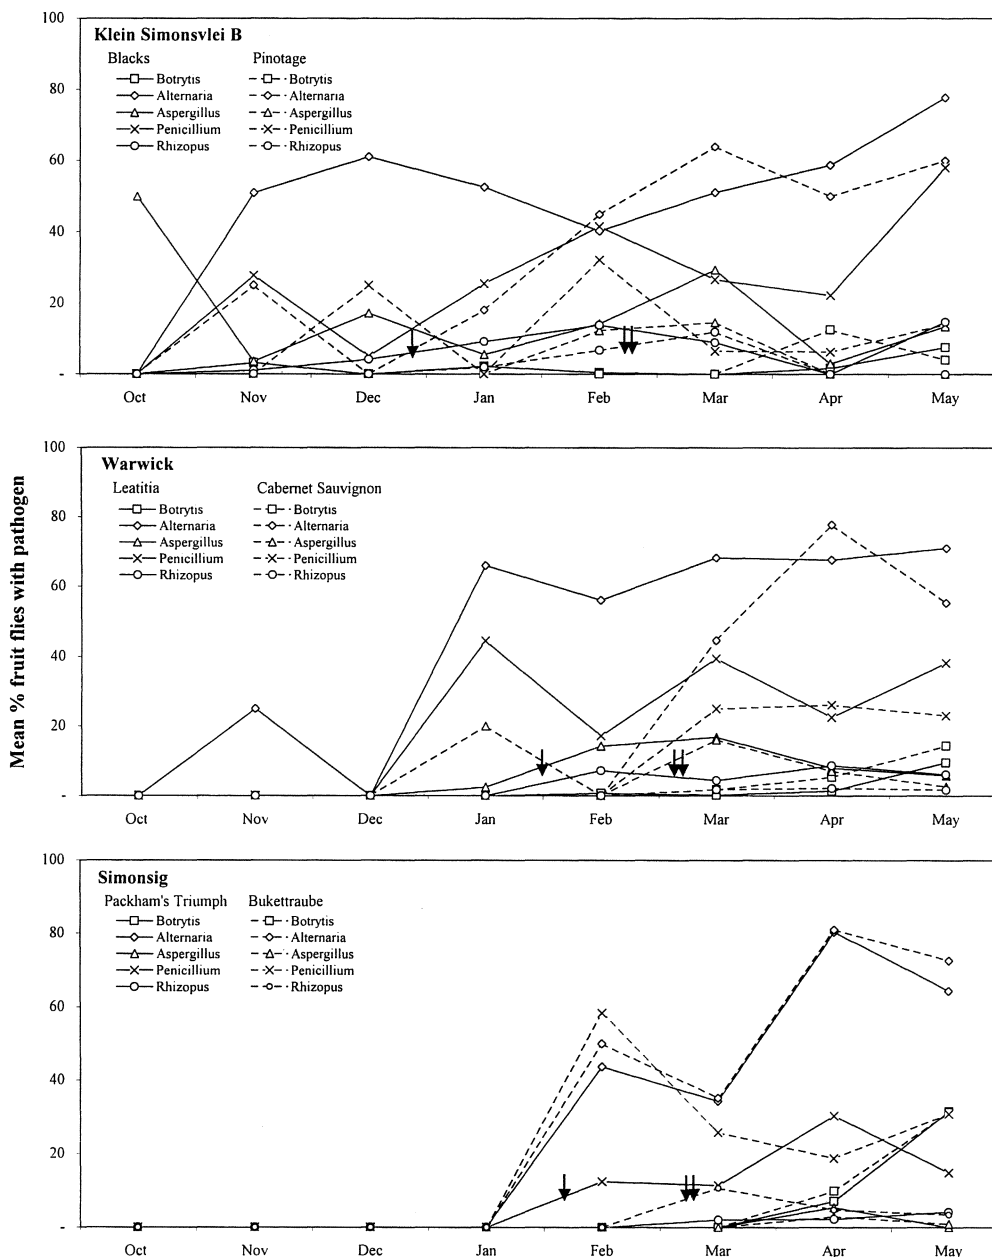 Mean % fruit flies with pathogen
100
80
60
40
20
-
Klein Simonsvlei B
Blacks Pinotage
Botrytis Botrytis
Alternaria Alternaria
Aspergillus Aspergillus
Penicillium Penicillium
Rhizopus Rhizopus
Oct Nov Dec Jan Feb Mar Apr May
100
80
60
40
20
-
Warwick
Leatitia Cabernet Sauvignon
Botrytis Botrytis
Alternaria Alternaria
Aspergillus Aspergillus
Penicillium Penicillium
Rhizopus Rhizopus
Oct Nov Dec Jan Feb Mar Apr May
100
80
60
40
20
-
Simonsig
Packham's Triumph Bukettraube
Botrytis Botrytis
Alternaria Alternaria
Aspergillus Aspergillus
Penicillium Penicillium
Rhizopus Rhizopus
Oct Nov Dec Jan Feb Mar Apr May